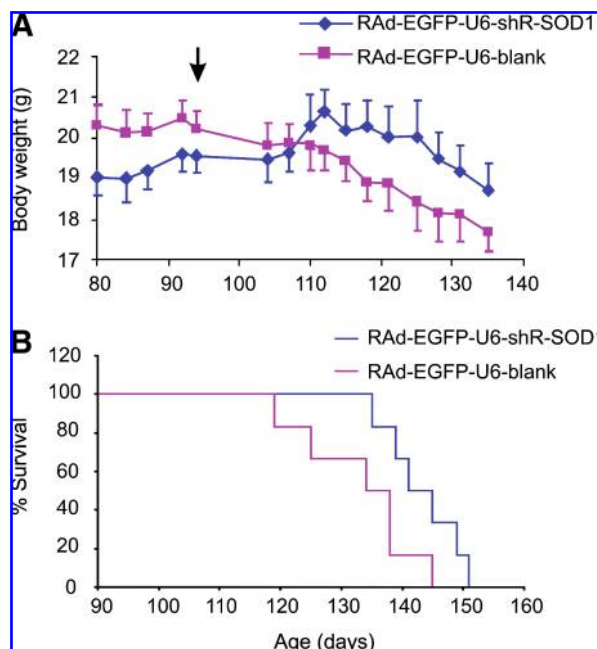 A
RAd-EGFP-U6-shR-SOD1
RAd-EGFP-U6-blank
Body weight (g)
22
21
20
19
18
17
80 90 100 110 120 130 140
B
RAd-EGFP-U6-shR-SOD1
RAd-EGFP-U6-blank
% Survival
120
100
80
60
40
20
0
90 100 110 120 130 140 150 160
Age (days)